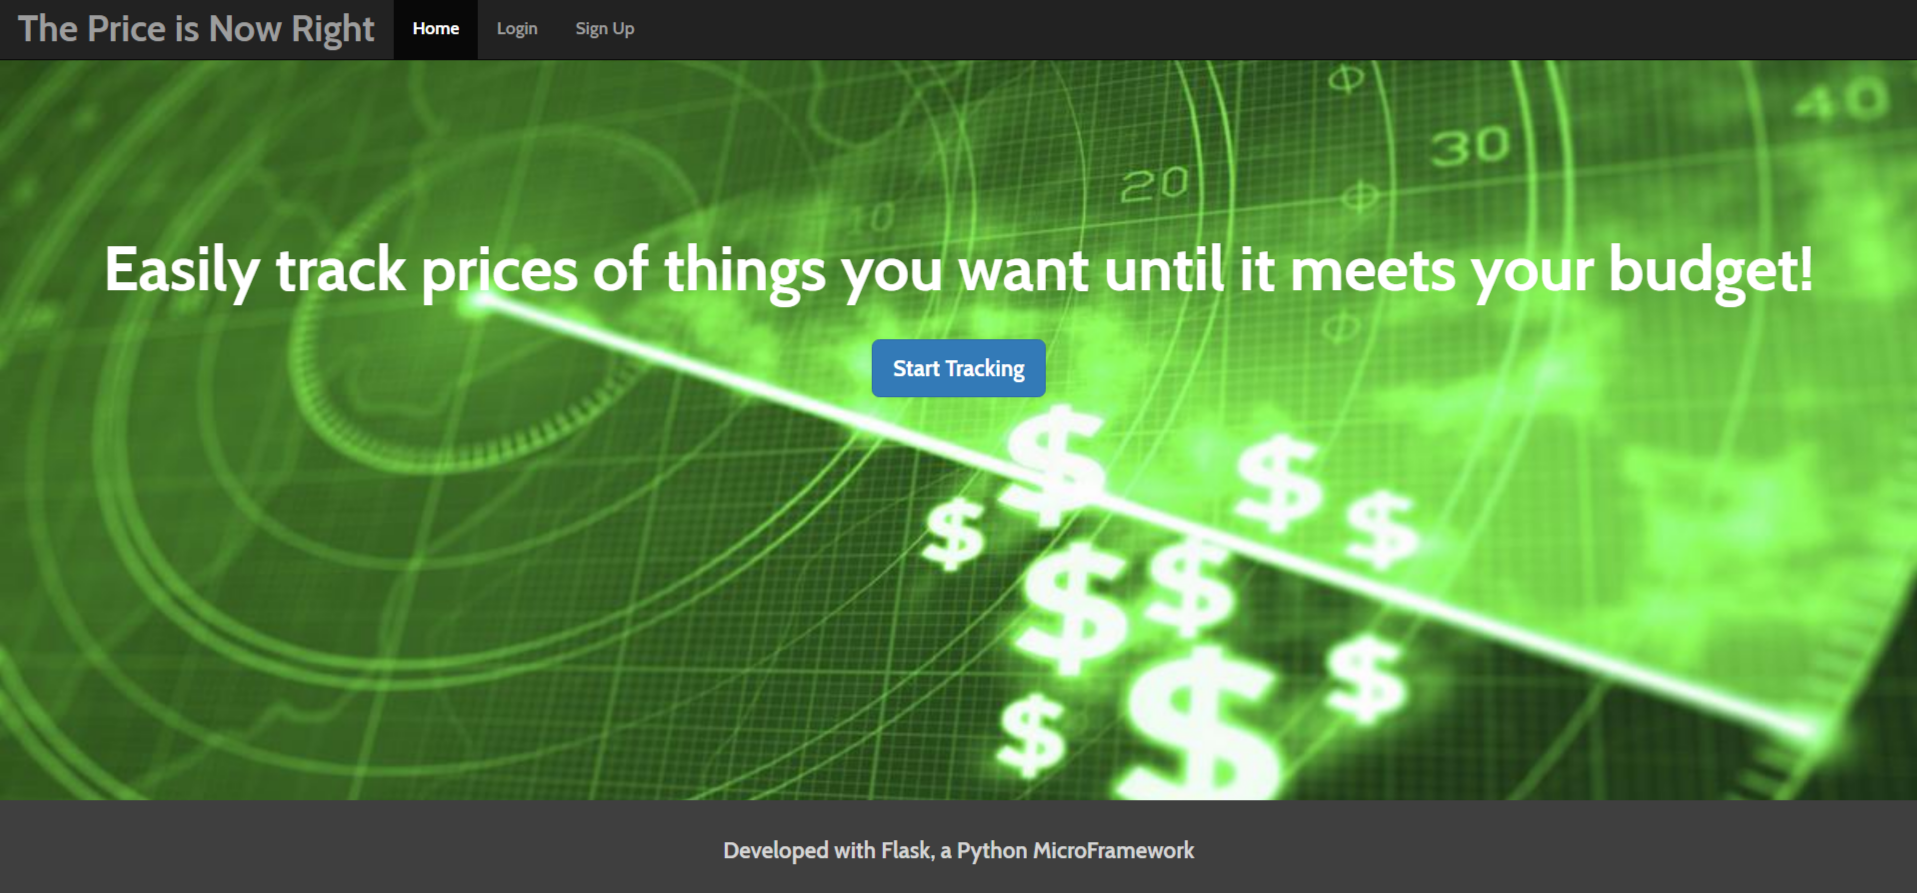 The Price is Now Right
Home
Login
Sign Up
40
30
20
10
Easily track prices of things you want until it meets your budget!
Start Tracking
$
$
$
$
$
$
$
$
$
Developed with Flask, a Python MicroFramework